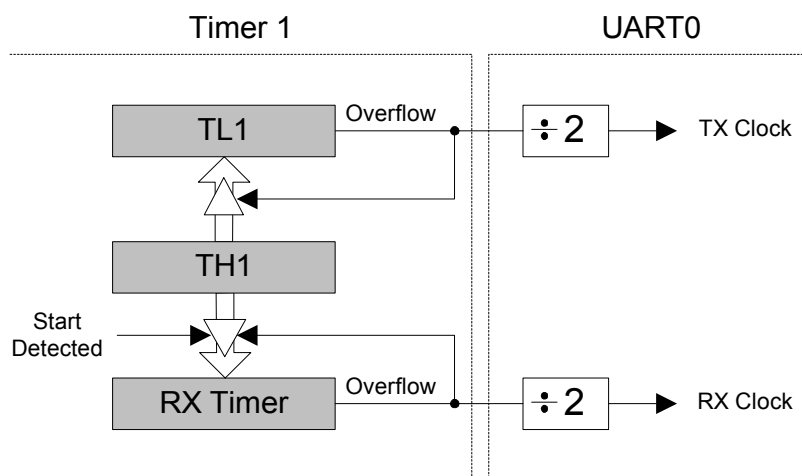 Timer 1
UART0
TL1
Overflow
÷ 2
TX Clock
TH1
Start
Detected
RX Timer
Overflow
÷ 2
RX Clock